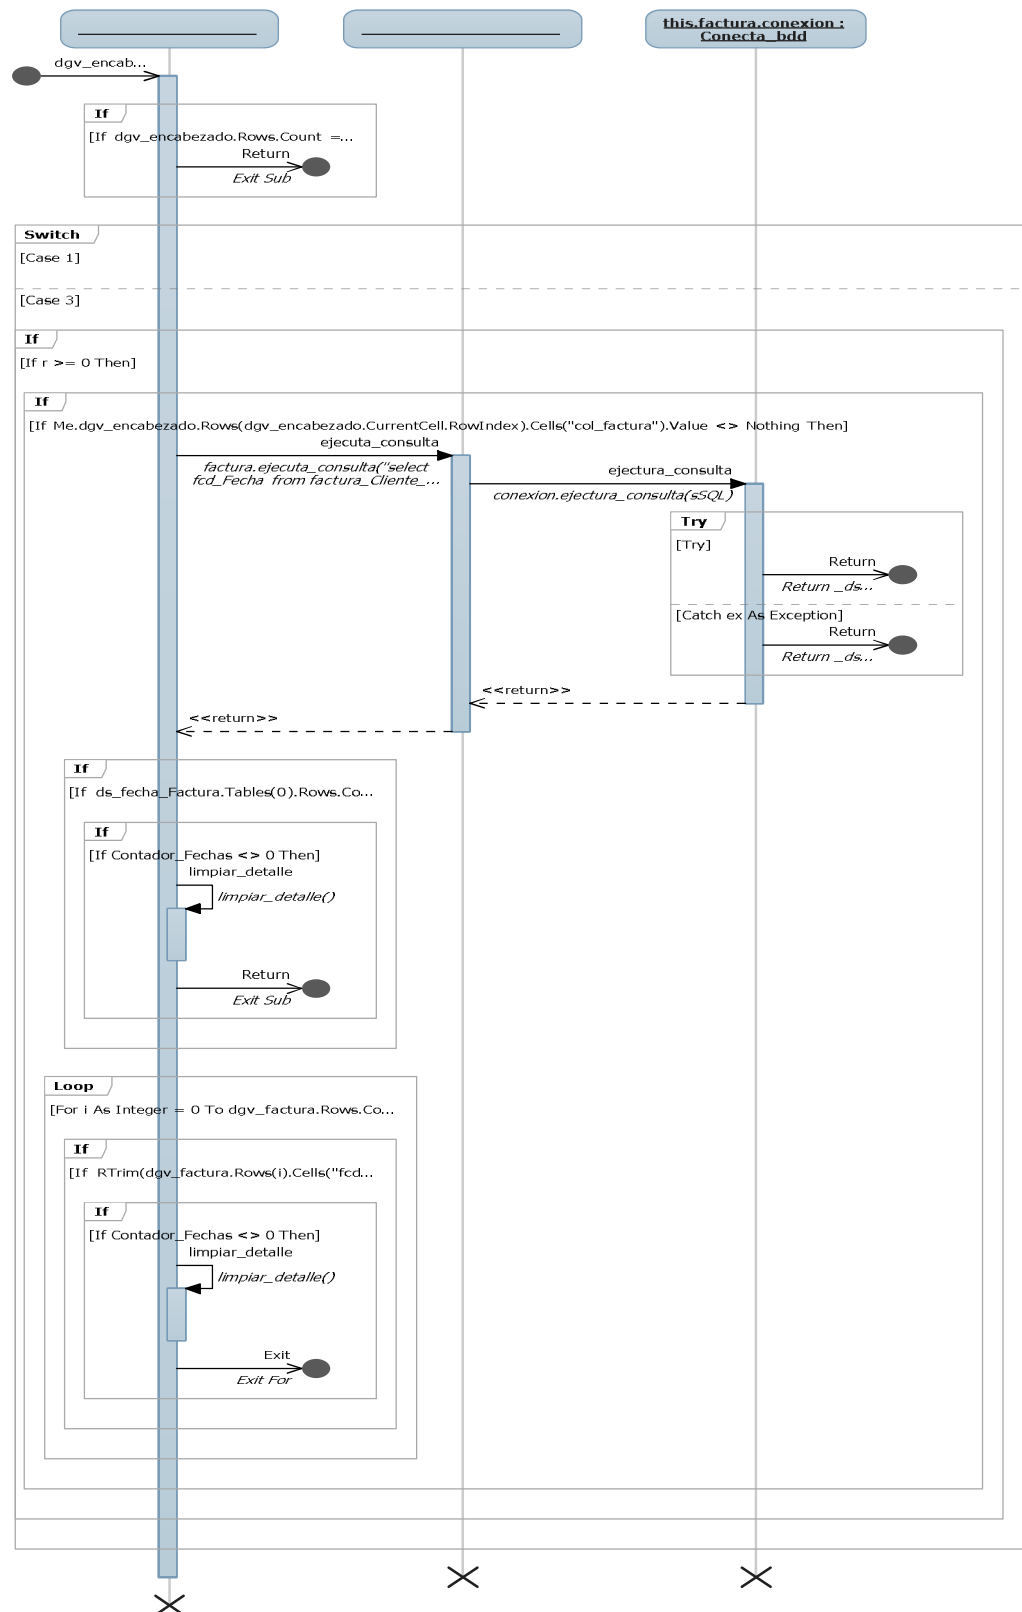 this.factura.conexion :
Conecta_bdd
dgv_encab...
If
[If dgv_encabezado.Rows.Count =...
Return
Exit Sub
Switch
[Case 1]
[Case 3]
If
[If r >= 0 Then]
If
[If Me.dgv_encabezado.Rows(dgv_encabezado.CurrentCell.RowIndex).Cells("col_factura").Value <> Nothing Then]
ejecuta_consulta
factura.ejecuta_consulta("select
fcd_Fecha from factura_Cliente_...
ejectura_consulta
conexion.ejectura_consulta(sSQL)
Try
[Try]
Return
Return _ds...
[Catch ex As Exception]
Return
Return _ds...
<<return>>
<<return>>
If
[If ds_fecha_Factura.Tables(0).Rows.Co...
If
[If Contador_Fechas <> 0 Then]
limpiar_detalle
limpiar_detalle()
Return
Exit Sub
Loop
[For i As Integer = 0 To dgv_factura.Rows.Co...
If
[If RTrim(dgv_factura.Rows(i).Cells("fcd...
If
[If Contador_Fechas <> 0 Then]
limpiar_detalle
limpiar_detalle()
Exit
Exit For